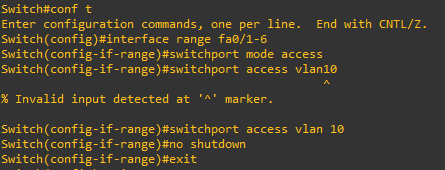 Switch#conf t
Enter configuration commands, one per line.  End with CNTL/Z.
Switch(config)#interface range fa0/1-6
Switch(config-if-range)#switchport mode access
Switch(config-if-range)#switchport access vlan10
^
% Invalid input detected at '^' marker.
Switch(config-if-range)#switchport access vlan 10
Switch(config-if-range)#no shutdown
Switch(config-if-range)#exit